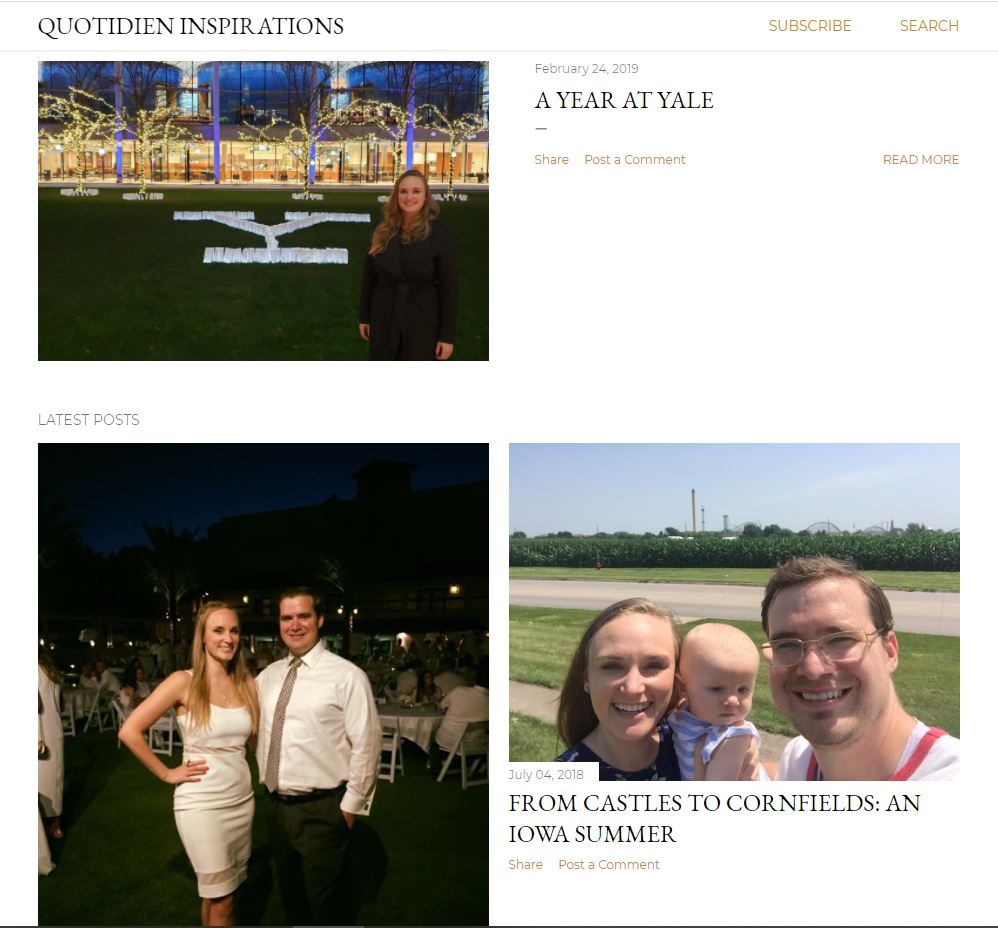 QUOTIDIEN INSPIRATIONS
SUBSCRIBE
SEARCH
February 24, 2019
A YEAR AT YALE
Share
Post a Comment
READ MORE
Y
LATEST POSTS
July 04, 2018
FROM CASTLES TO CORNFIELDS: AN
IOWA SUMMER
Share
Post a Comment